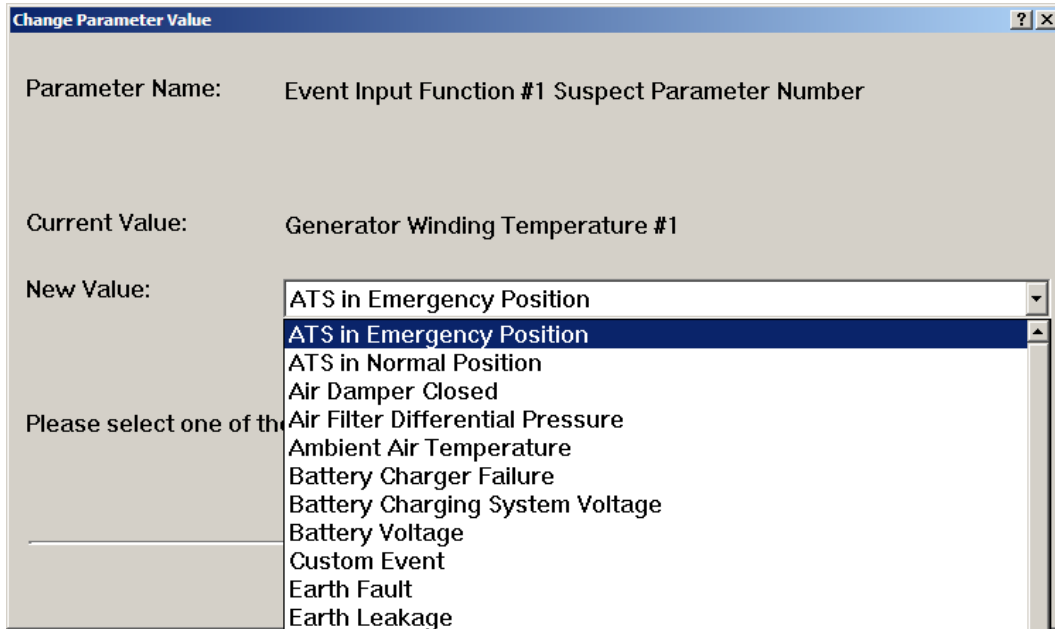 Change Parameter Value
Parameter Name: Event Input Function #1 Suspect Parameter Number
Current Value: Generator Winding Temperature #1
New Value: ATS in Emergency Position
ATS in Emergency Position
ATS in Normal Position
Air Damper Closed
Please select one of the
Air Filter Differential Pressure
Ambient Air Temperature
Battery Charger Failure
Battery Charging System Voltage
Battery Voltage
Custom Event
Earth Fault
Earth Leakage